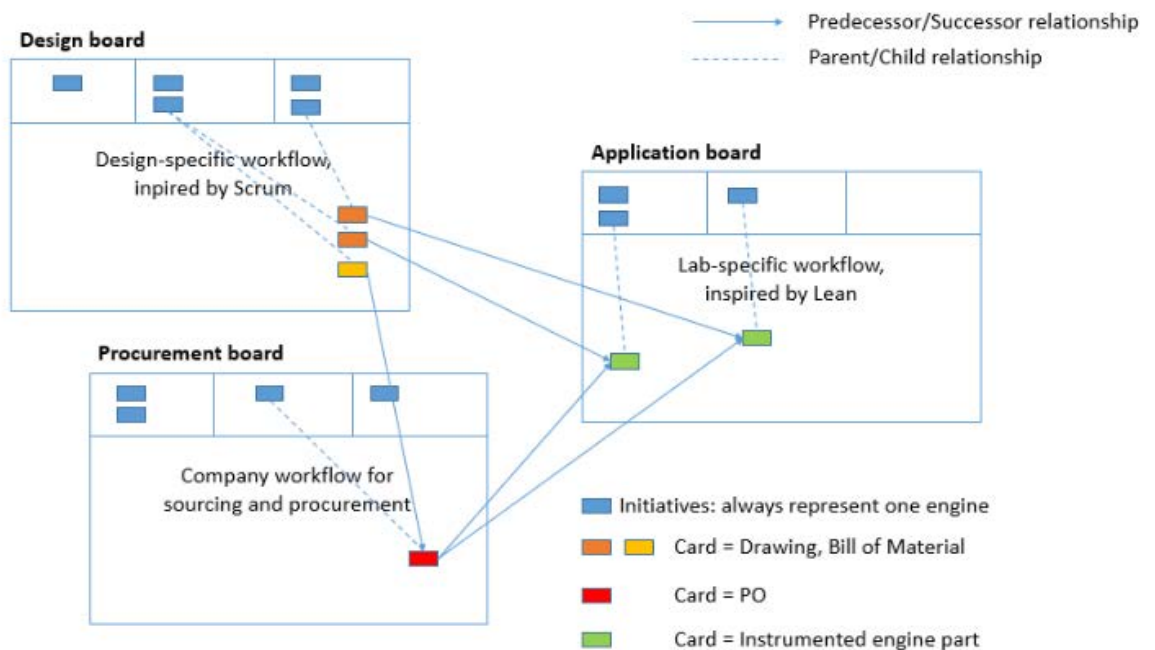 Predecessor/Successor relationship
Parent/Child relationship
Design board
Design-specific workflow,
inpired by Scrum
Application board
Lab-specific workflow,
inspired by Lean
Procurement board
Company workflow for
sourcing and procurement
Initiatives: always represent one engine
Card = Drawing, Bill of Material
Card = PO
Card = Instrumented engine part